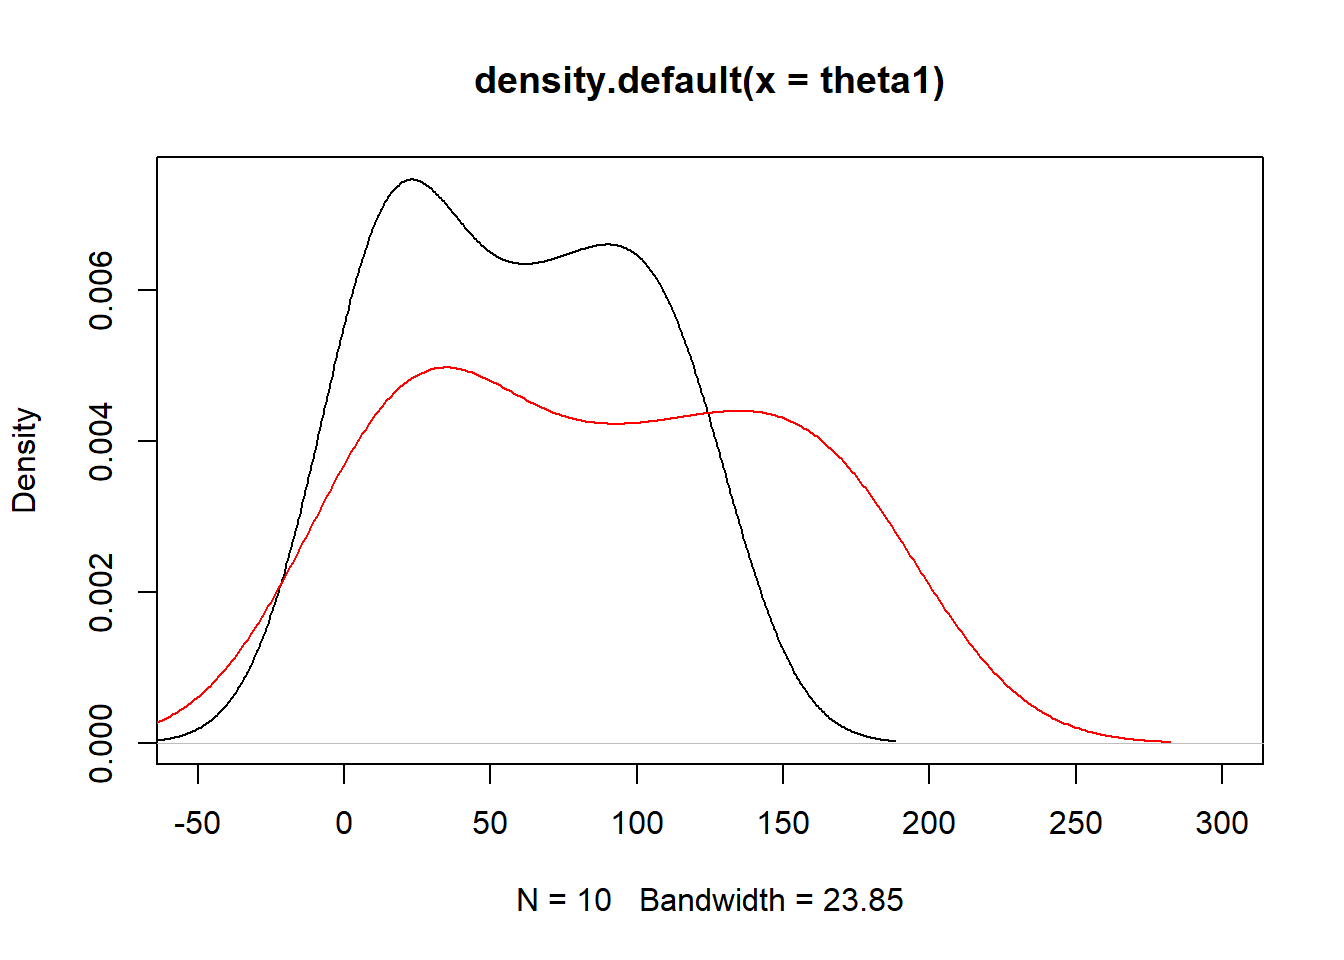 density.default(x = theta1)
Density
0.006
0.004
0.002
0.000
-50 0 50 100 150 200 250 300
N = 10 Bandwidth = 23.85